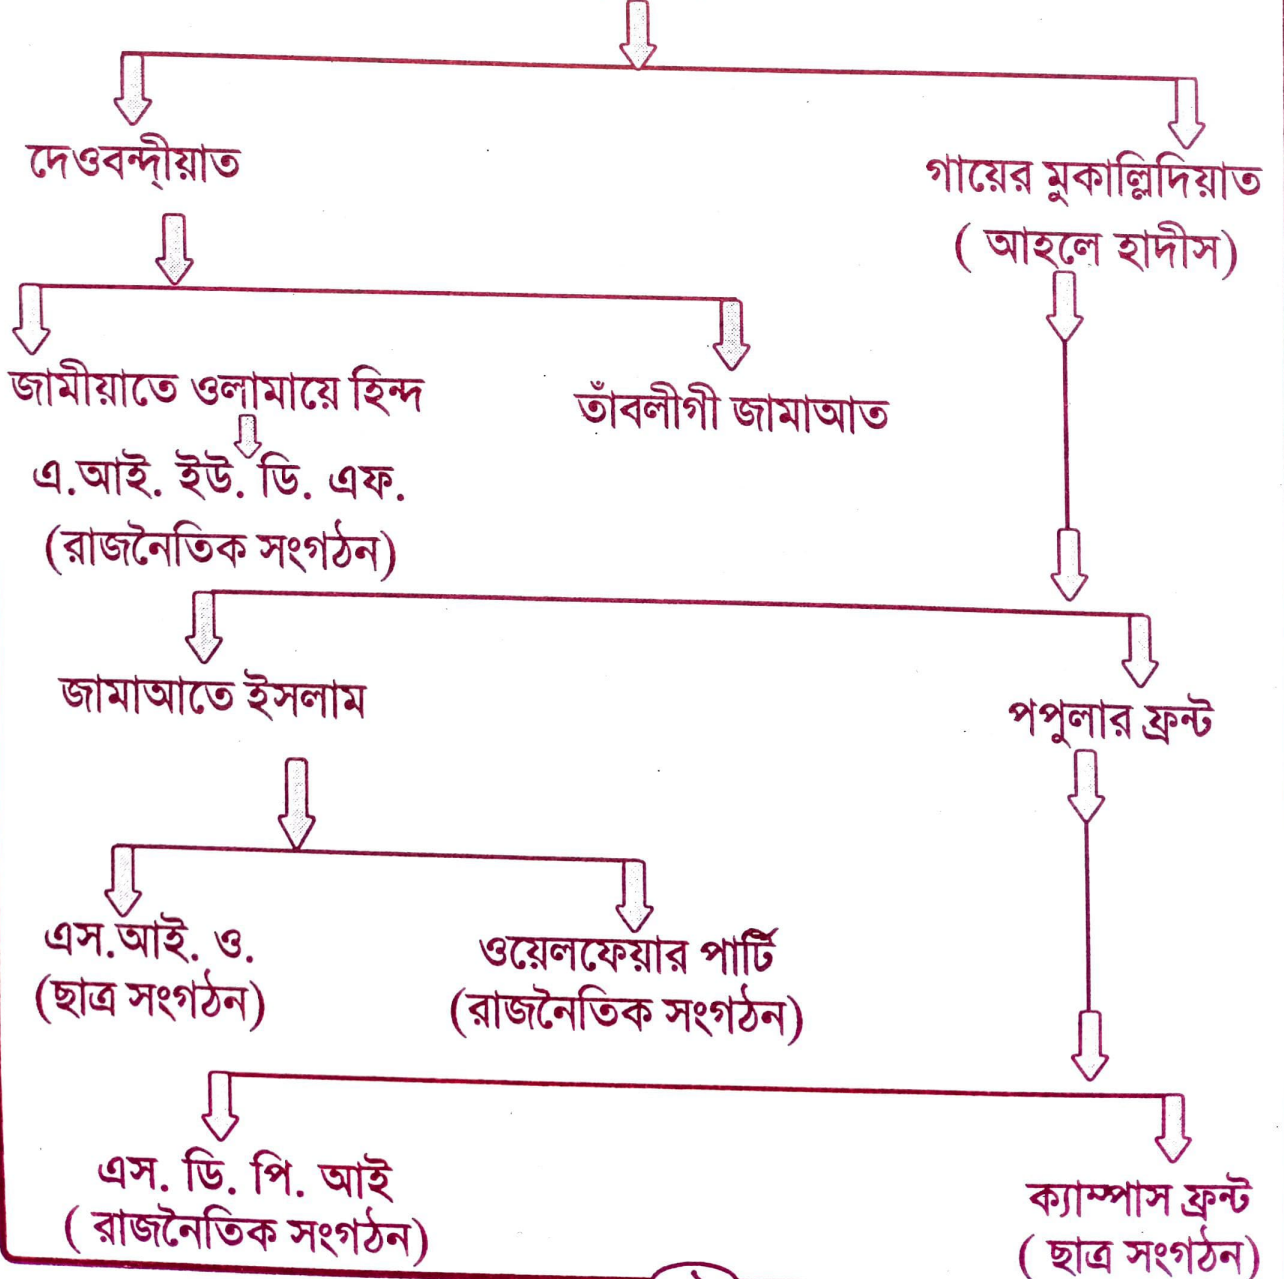 দেওবন্দীয়াত
গায়ের মুকাল্লিদিয়াত
( আহলে হাদীস)
জামীয়াতে ওলামায়ে হিন্দ
তাঁবলীগী জামাআত
এ.আই. ইউ. ডি. এফ.
(রাজনৈতিক সংগঠন)
জামাআতে ইসলাম
পপুলার ফ্রন্ট
এস.আই. ও.
(ছাত্র সংগঠন)
ওয়েলফেয়ার পার্টি
(রাজনৈতিক সংগঠন)
এস. ডি. পি. আই
( রাজনৈতিক সংগঠন)
ক্যাম্পাস ফ্রন্ট
( ছাত্র সংগঠন)